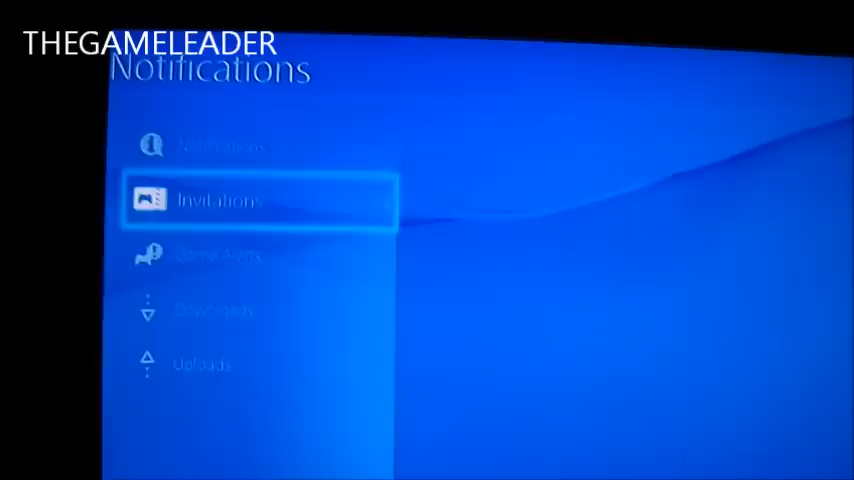 THEGAMELEADER
Notifications
Notifications
Invitations
Game Alerts
Downloads
Uploads